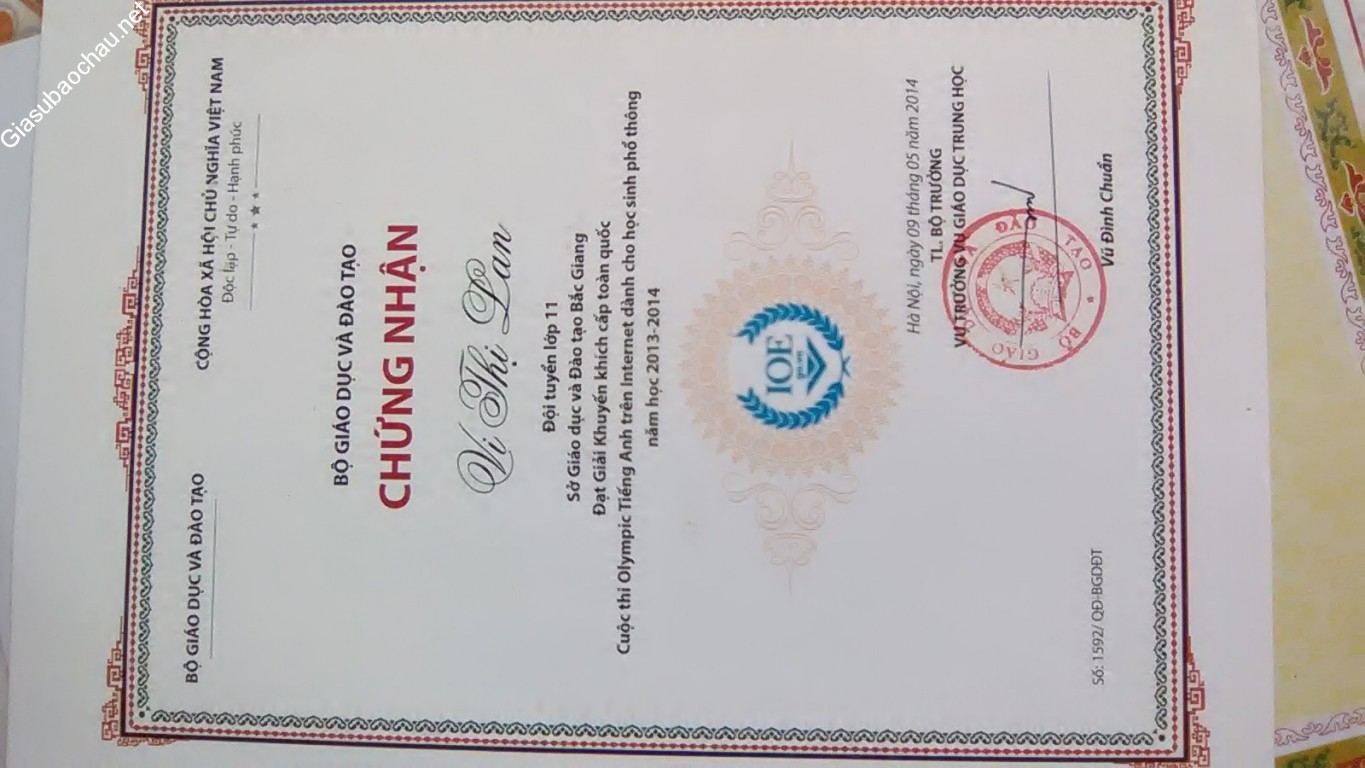 Giasubaochau.net
BỘ GIÁO DỤC VÀ ĐÀO TẠO
CỘNG HÒA XÃ HỘI CHỦ NGHĨA VIỆT NAM
Độc lập - Tự do - Hạnh phúc
BỘ GIÁO DỤC VÀ ĐÀO TẠO
CHỨNG NHẬN
Vi Thị Lan
Đội tuyển lớp 11
Sở Giáo dục và Đào tạo Bắc Giang
Đạt Giải Khuyến khích cấp toàn quốc
Cuộc thi Olympic Tiếng Anh trên Internet dành cho học sinh phổ thông
năm học 2013-2014
IOE
Hà Nội, ngày 09 tháng 05 năm 2014
TL. BỘ TRƯỞNG
VỤ TRƯỞNG VỤ GIÁO DỤC TRUNG HỌC
BỘ GIÁO TẠO
Vũ Đình Chuẩn
Số: 1592/ QĐ-BGDĐT